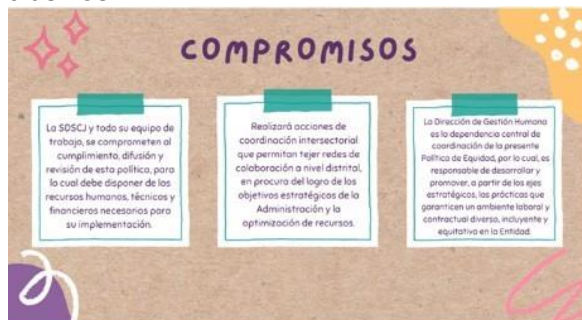 COMPROMISOS
La SDSCJ y todo su equipo de
trabajo, se comprometen al
cumplimiento, difusión y
revisión de esta política, para
lo cual debe disponer de los
recursos humanos, técnicos y
financieros necesarios para
su implementación.
Realizará acciones de
coordinación intersectorial
que permitan tejer redes de
colaboración a nivel distrital,
en procura del logro de los
objetivos estratégicos de la
Administración y la
optimización de recursos.
La Dirección de Gestión Humana
es la dependencia central de
coordinación de la presente
Política de Equidad, por lo cual, es
responsable de desarrollar y
promover, a partir de los ejes
estratégicos, las prácticas que
garanticen un ambiente laboral y
contractual diverso, incluyente y
equitativo en la Entidad.